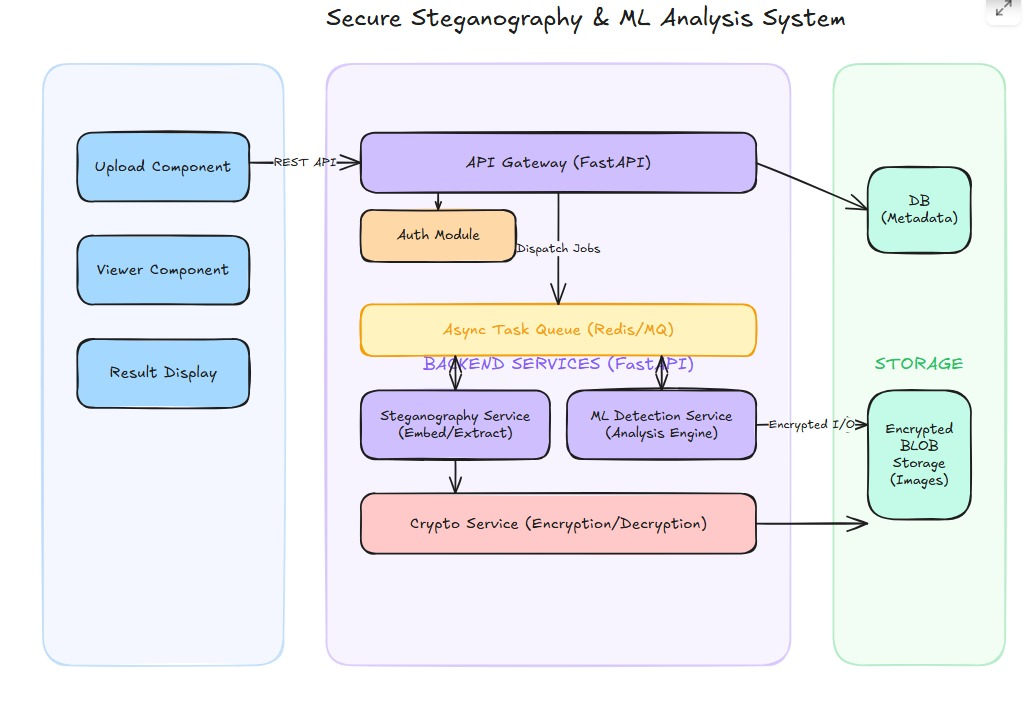 Secure Steganography & ML Analysis System
Upload Component
REST API
API Gateway (FastAPI)
DB
(Metadata)
Auth Module
Dispatch Jobs
Viewer Component
Async Task Queue (Redis/MQ)
BACKEND SERVICES (FastAPI)
STORAGE
Result Display
Steganography Service
(Embed/Extract)
ML Detection Service
(Analysis Engine)
Encrypted I/O
Encrypted
BLOB
Storage
(Images)
Crypto Service (Encryption/Decryption)